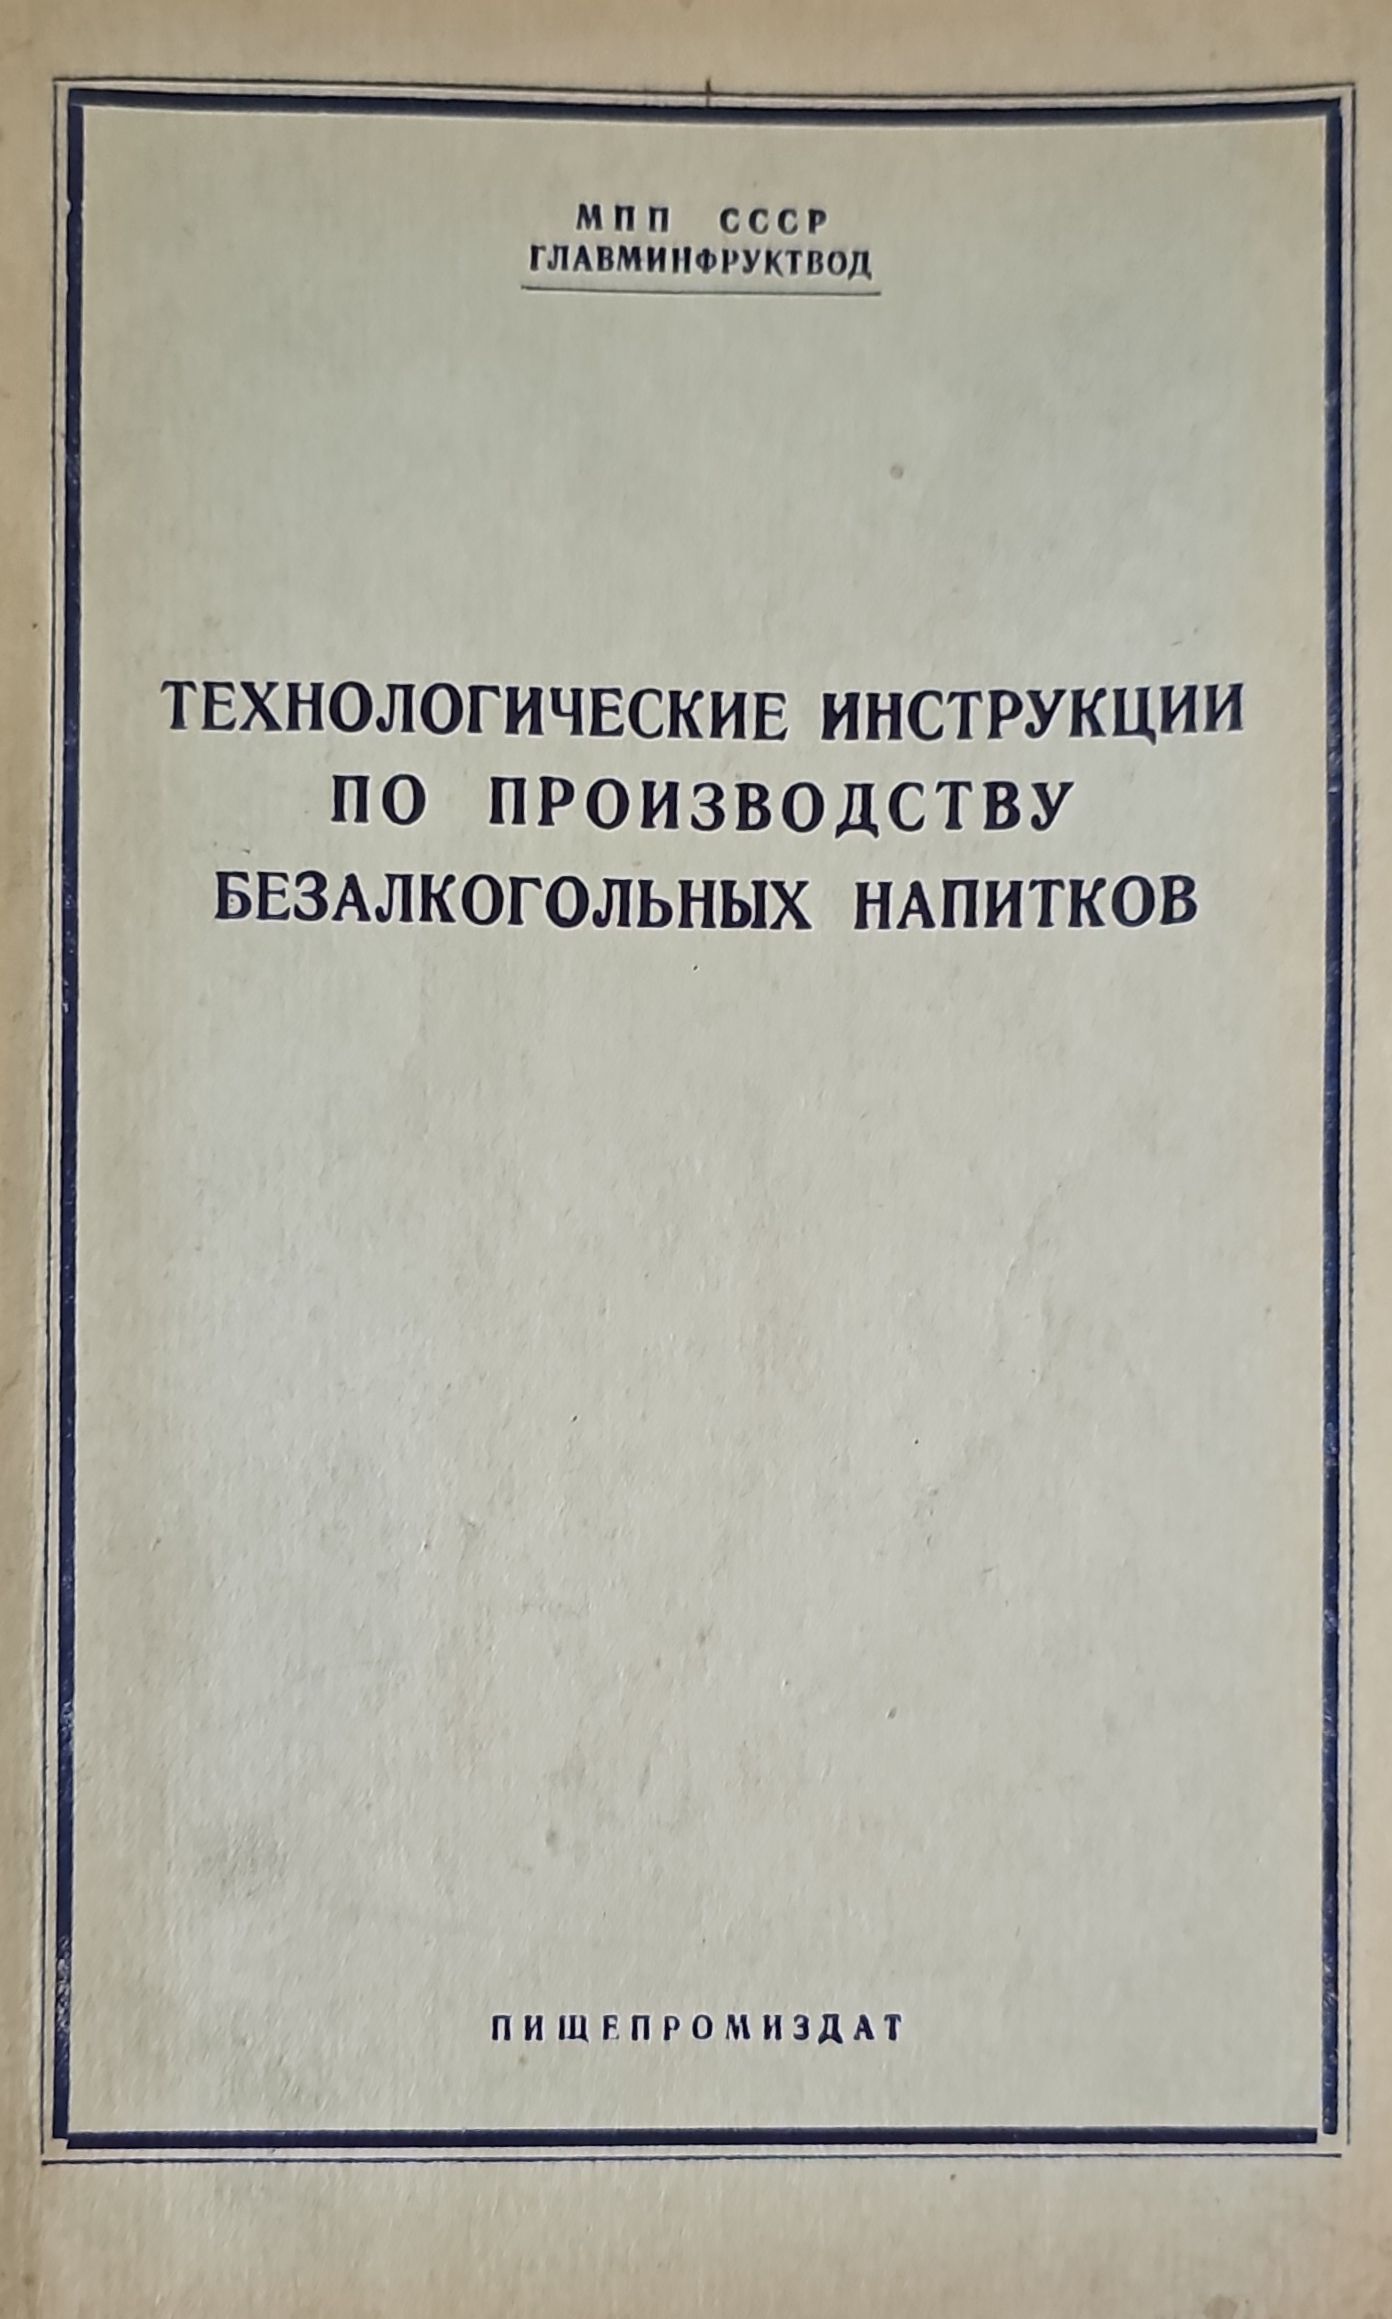 МПП СССР
ГЛАВМИНФРУКТВОД
ТЕХНОЛОГИЧЕСКИЕ ИНСТРУКЦИИ
ПО ПРОИЗВОДСТВУ
БЕЗАЛКОГОЛЬНЫХ НАПИТКОВ
ПИЩЕПРОМИЗДАТ